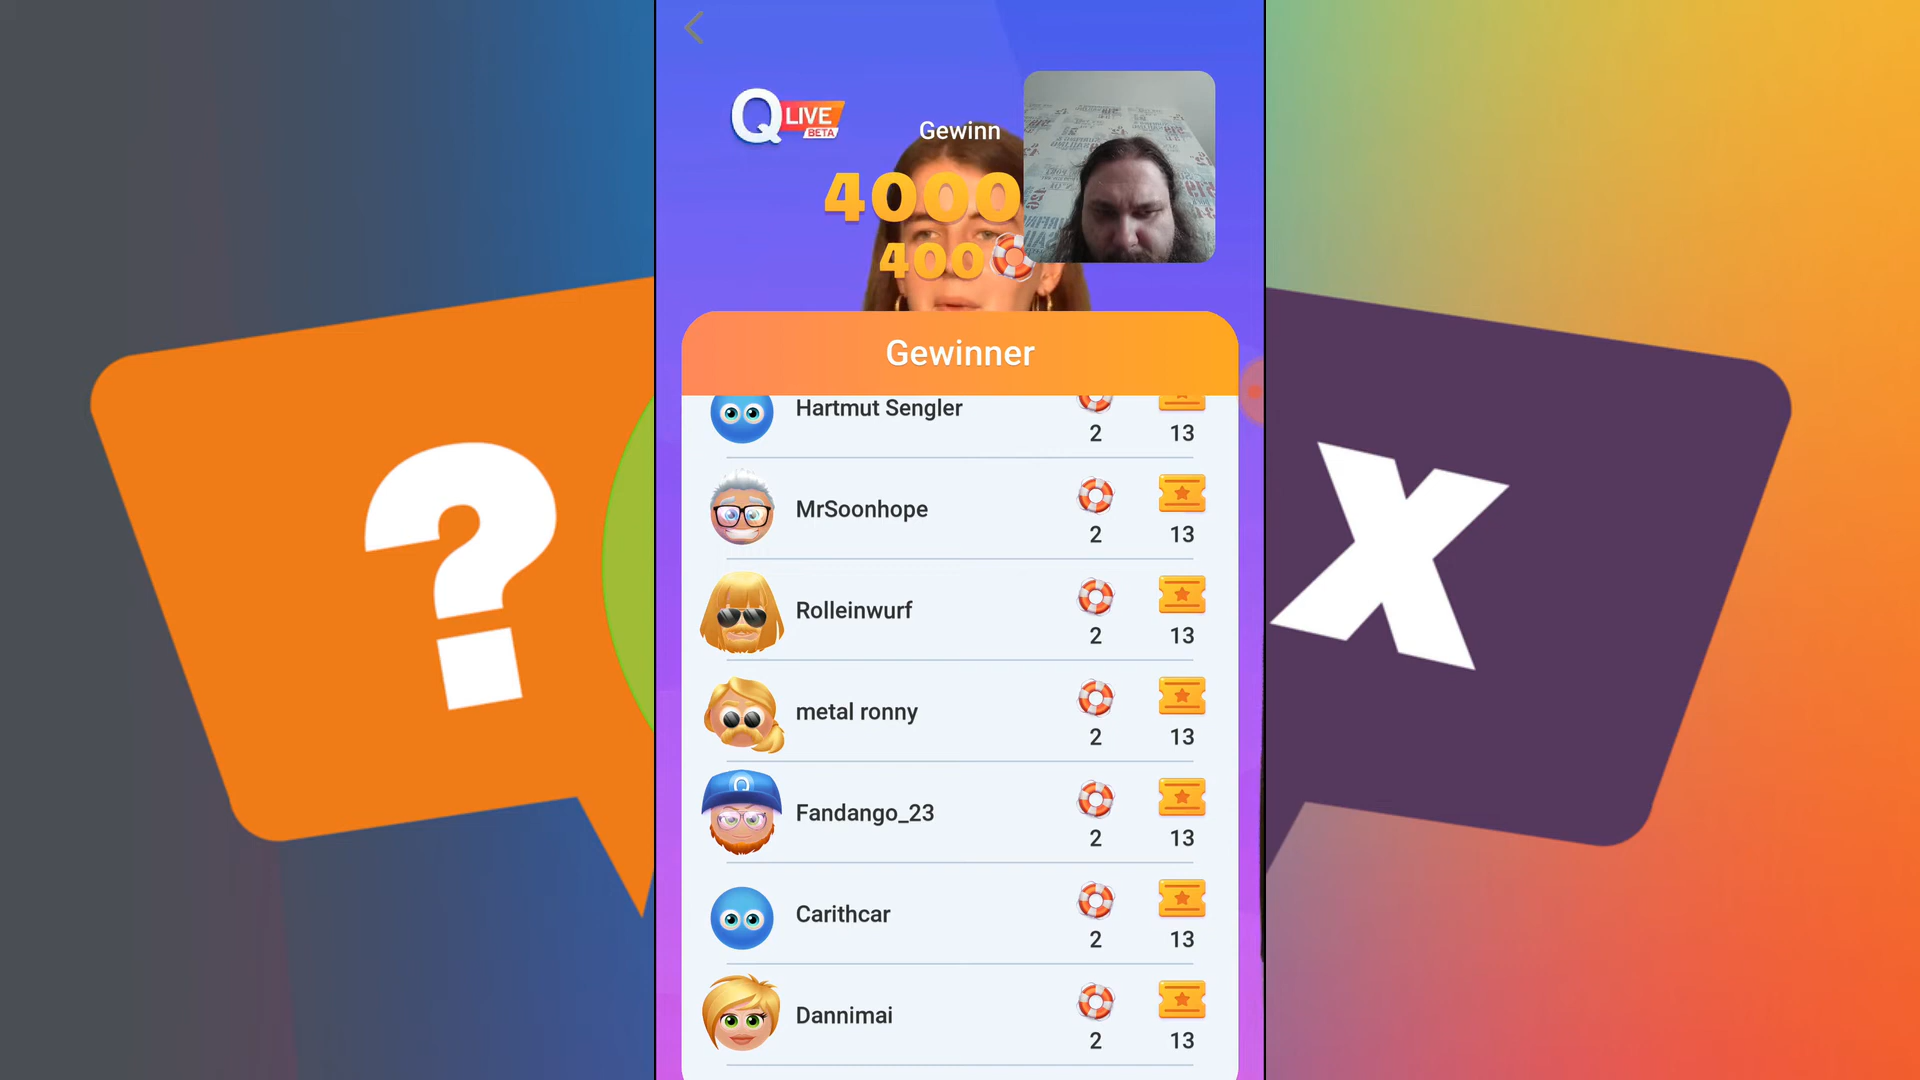 Q LIVE
BETA
Gewinn
4000
400
Gewinner
Hartmut Sengler
2 13
MrSoonhope
2 13
Rolleinwurf
2 13
metal ronny
2 13
Fandango_23
2 13
Carithcar
2 13
Dannimai
2 13
?
X